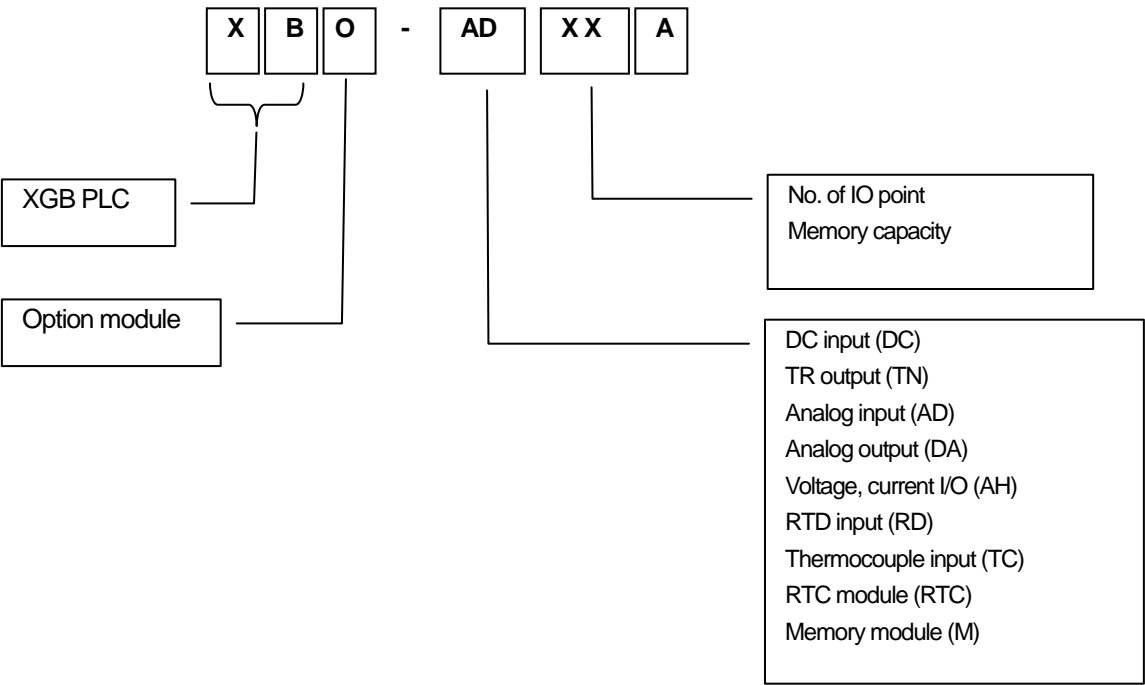 X B O - AD X X A
XGB PLC
Option module
No. of IO point
Memory capacity
DC input (DC)
TR output (TN)
Analog input (AD)
Analog output (DA)
Voltage, current I/O (AH)
RTD input (RD)
Thermocouple input (TC)
RTC module (RTC)
Memory module (M)